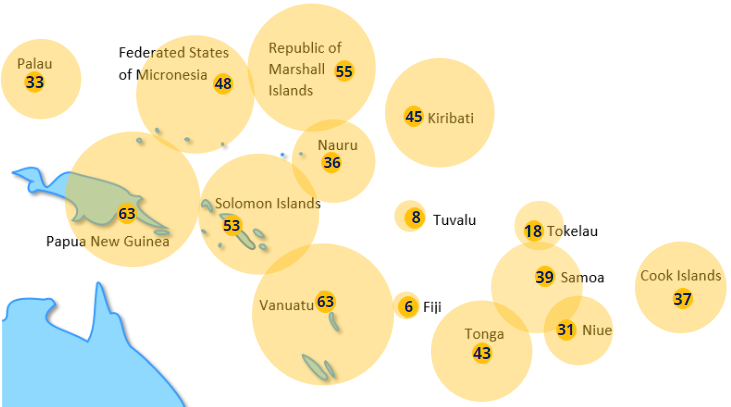 Palau
33
Federated States
of Micronesia
48
Republic of
Marshall
Islands
55
45 Kiribati
Nauru
36
Solomon Islands
53
63
Papua New Guinea
8 Tuvalu
18 Tokelau
39 Samoa
Cook Islands
37
Vanuatu 63
6 Fiji
31 Niue
Tonga
43